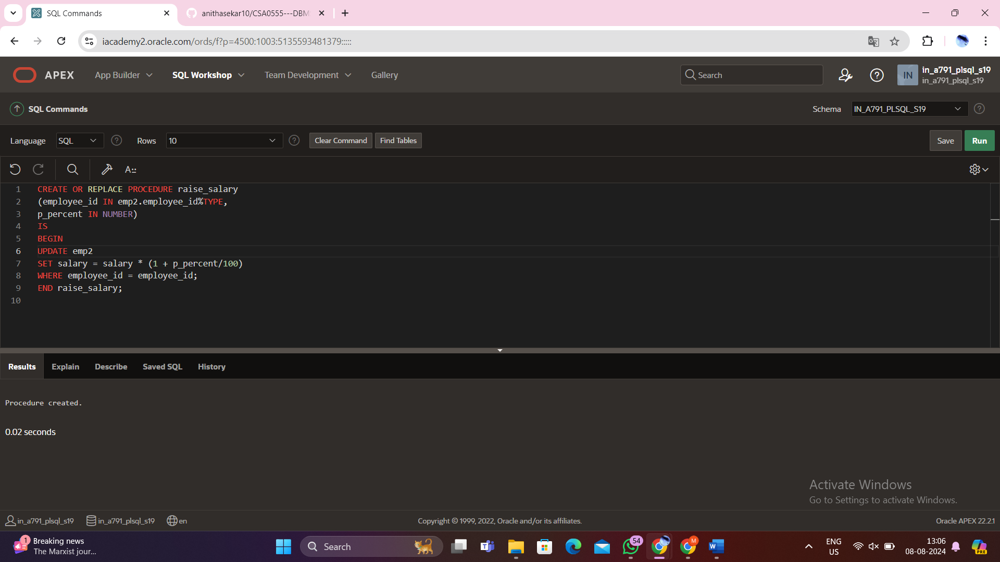 SQL Commands
anithasekar10/CSA0555---DBM
iacademy2.oracle.com/ords/f?p=4500:1003:5135593481379:::::
APEX App Builder SQL Workshop Team Development Gallery Search IN in_a791_plsql_s19
in_a791_plsql_s19
SQL Commands Schema IN_A791_PLSQL_S19
Language SQL Rows 10 Clear Command Find Tables Save Run
A::
1 CREATE OR REPLACE PROCEDURE raise_salary
2 (employee_id IN emp2.employee_id%TYPE,
3 p_percent IN NUMBER)
4 IS
5 BEGIN
6 UPDATE emp2
7 SET salary = salary * (1 + p_percent/100)
8 WHERE employee_id = employee_id;
9 END raise_salary;
10
Results Explain Describe Saved SQL History
Procedure created.
0.02 seconds
Activate Windows
Go to Settings to activate Windows.
in_a791_plsql_s19 in_a791_plsql_s19 en Copyright © 1999, 2022, Oracle and/or its affiliates. Oracle APEX 22.2.1
1 Breaking news
The Marxist jour...
Search
54
M
ENG
US
13:06
08-08-2024
PRE